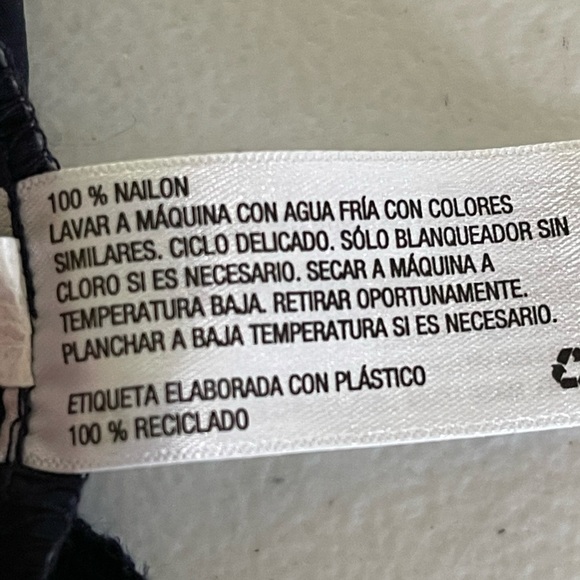 100 % NAILON
LAVAR A MÁQUINA CON AGUA FRÍA CON COLORES
SIMILARES. CICLO DELICADO. SÓLO BLANQUEADOR SIN
CLORO SI ES NECESARIO. SECAR A MÁQUINA A
TEMPERATURA BAJA. RETIRAR OPORTUNAMENTE.
PLANCHAR A BAJA TEMPERATURA SI ES NECESARIO.
ETIQUETA ELABORADA CON PLÁSTICO
100 % RECICLADO